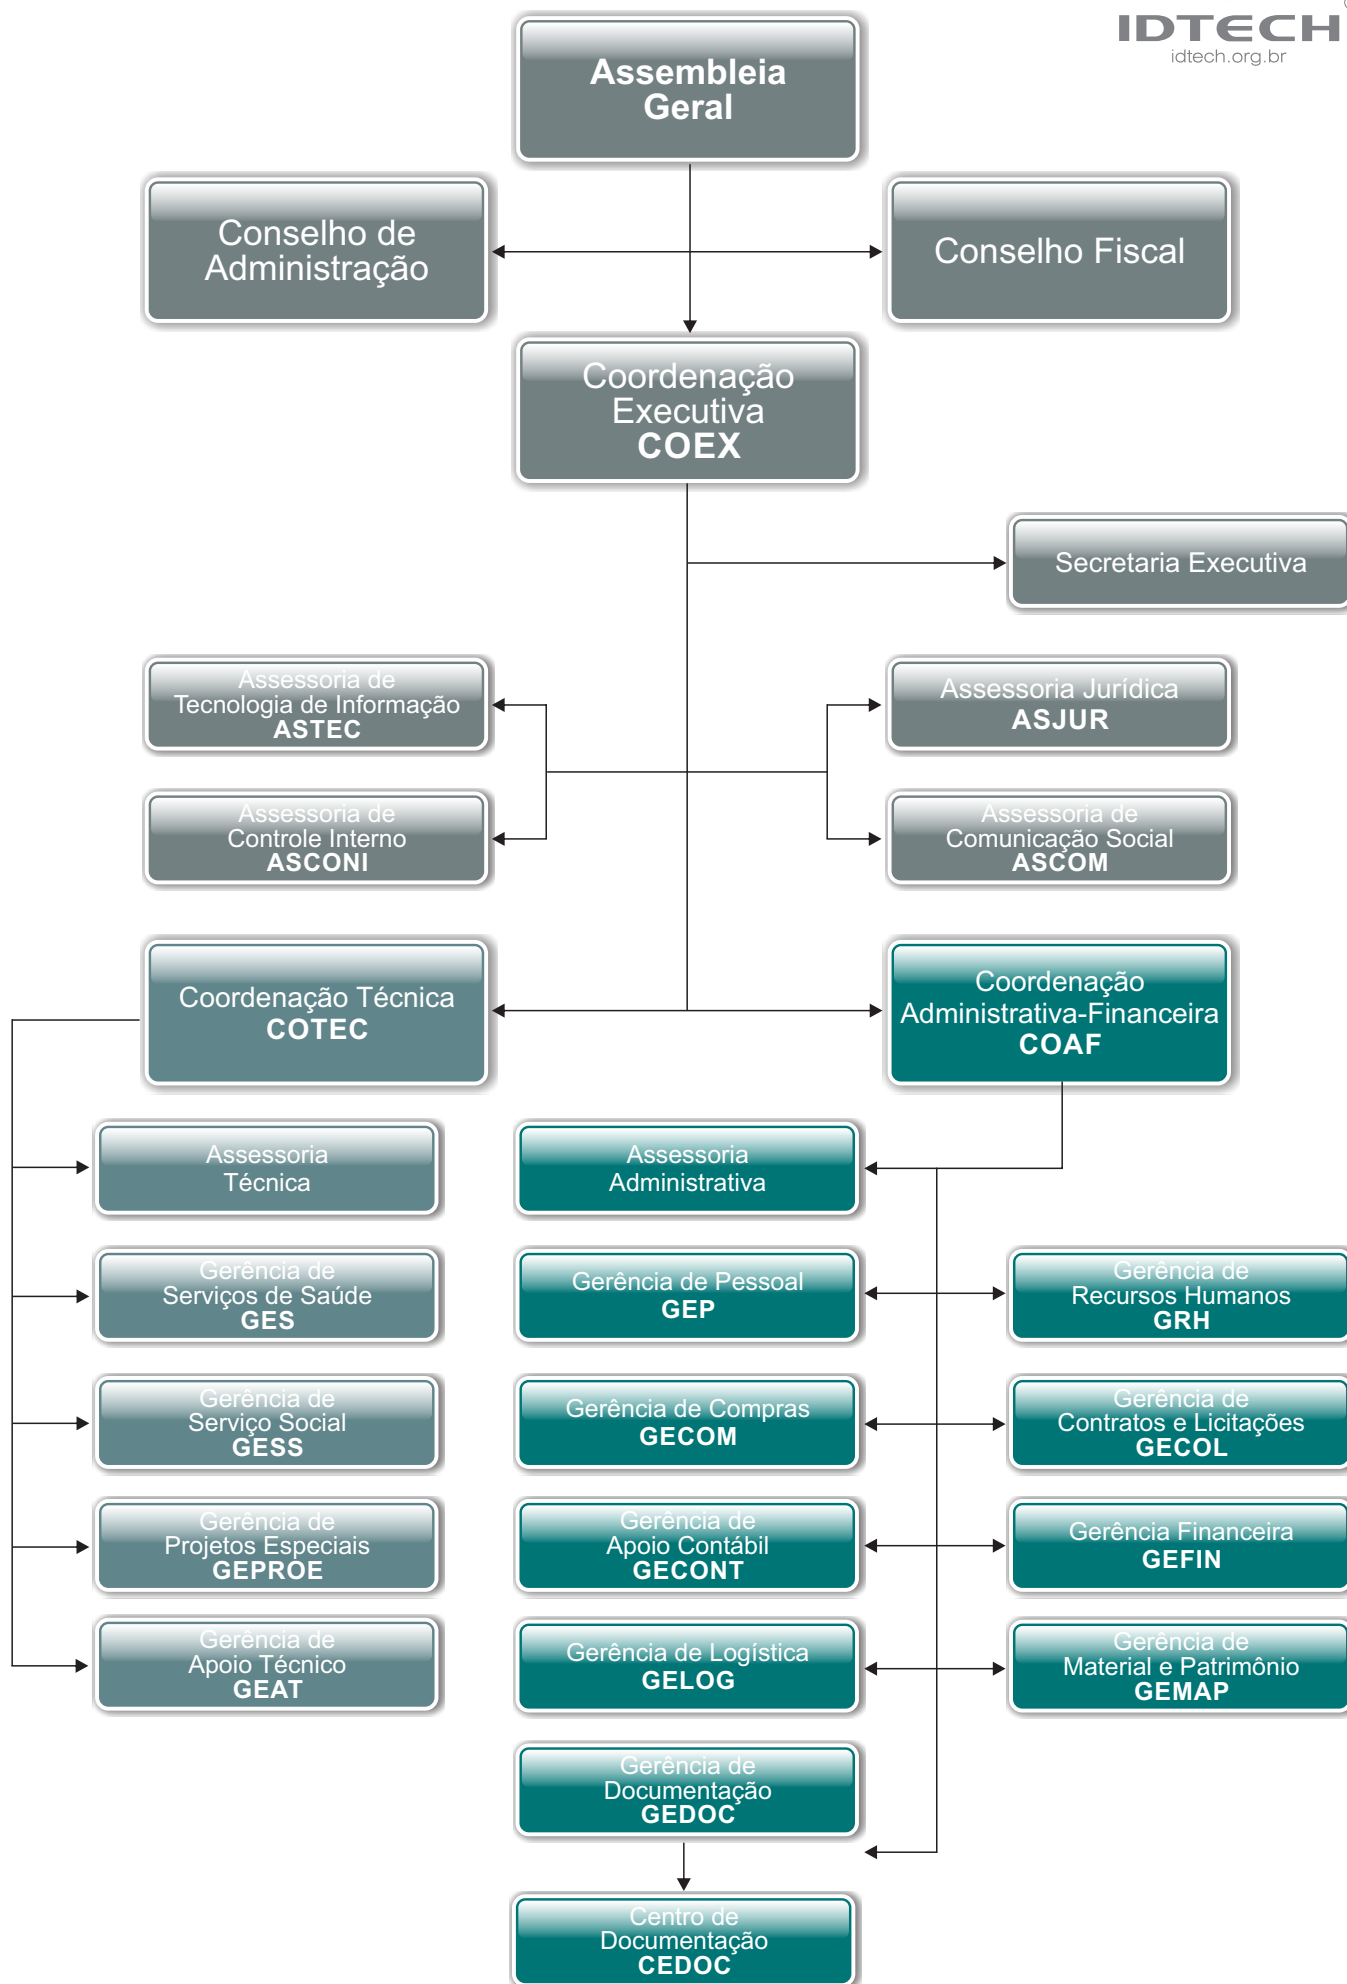 IDTECH
idtech.org.br
Assembleia
Geral
Conselho de
Administração
Conselho Fiscal
Coordenação
Executiva
COEX
Secretaria Executiva
Assessoria de
Tecnologia de Informação
ASTEC
Assessoria Jurídica
ASJUR
Assessoria de
Controle Interno
ASCONI
Assessoria de
Comunicação Social
ASCOM
Coordenação Técnica
COTEC
Coordenação
Administrativa-Financeira
COAF
Assessoria
Técnica
Assessoria
Administrativa
Gerência de
Serviços de Saúde
GES
Gerência de Pessoal
GEP
Gerência de
Recursos Humanos
GRH
Gerência de
Serviço Social
GESS
Gerência de Compras
GECOM
Gerência de
Contratos e Licitações
GECOL
Gerência de
Projetos Especiais
GEPROE
Gerência de
Apoio Contábil
GECONT
Gerência Financeira
GEFIN
Gerência de
Apoio Técnico
GEAT
Gerência de Logística
GELOG
Gerência de
Material e Patrimônio
GEMAP
Gerência de
Documentação
GEDOC
Centro de
Documentação
CEDOC